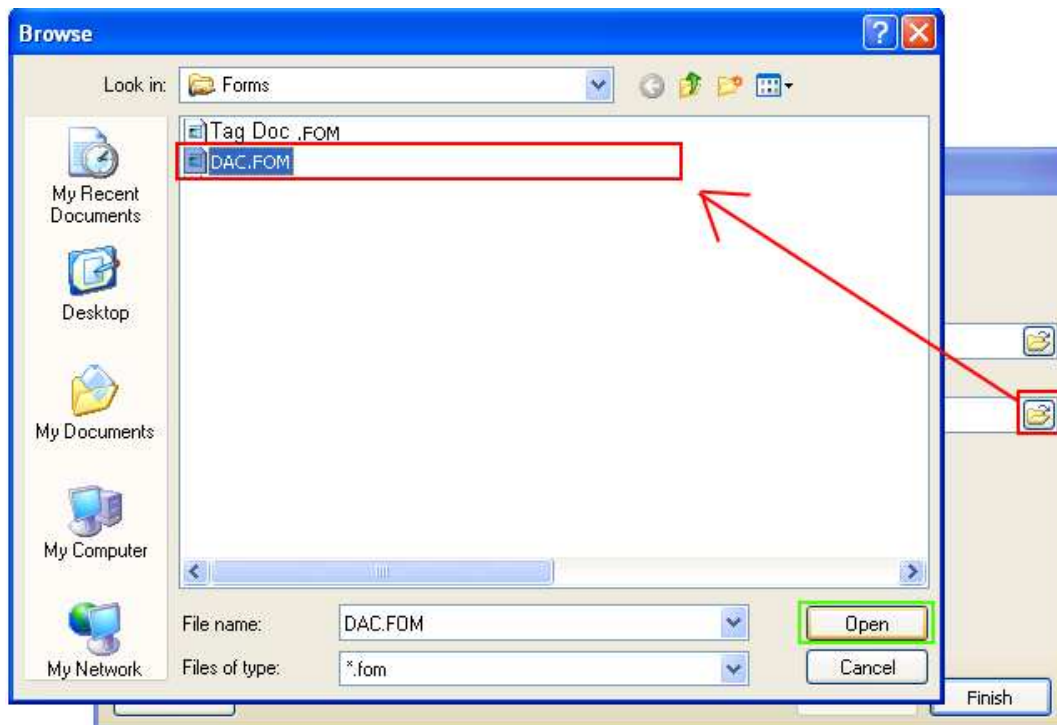 Browse
Look in: Forms
Tag Doc .FOM
DAC.FOM
My Recent
Documents
Desktop
My Documents
My Computer
My Network
File name: DAC.FOM Open
Files of type: *.fom Cancel
Finish